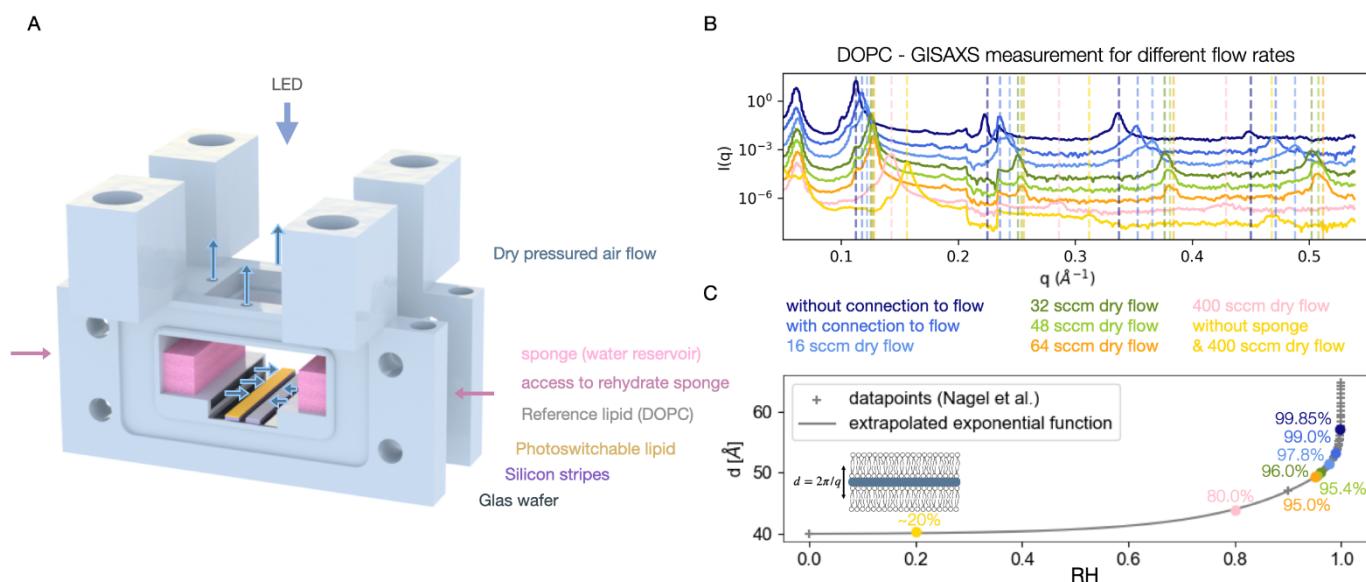 A
LED
Dry pressured air flow
sponge (water reservoir)
access to rehydrate sponge
Reference lipid (DOPC)
Photoswitchable lipid
Silicon stripes
Glas wafer
B
DOPC - GISAXS measurement for different flow rates
I(q)
10⁰
10⁻³
10⁻⁶
0.1 0.2 0.3 0.4 0.5
q (Å⁻¹)
C
without connection to flow
with connection to flow
16 sccm dry flow
32 sccm dry flow
48 sccm dry flow
64 sccm dry flow
400 sccm dry flow
without sponge
& 400 sccm dry flow
datapoints (Nagel et al.)
extrapolated exponential function
d [Å]
60
50
40
d = 2π/q
99.85%
99.0%
97.8%
96.0%
95.4%
95.0%
80.0%
~20%
0.0 0.2 0.4 0.6 0.8 1.0
RH